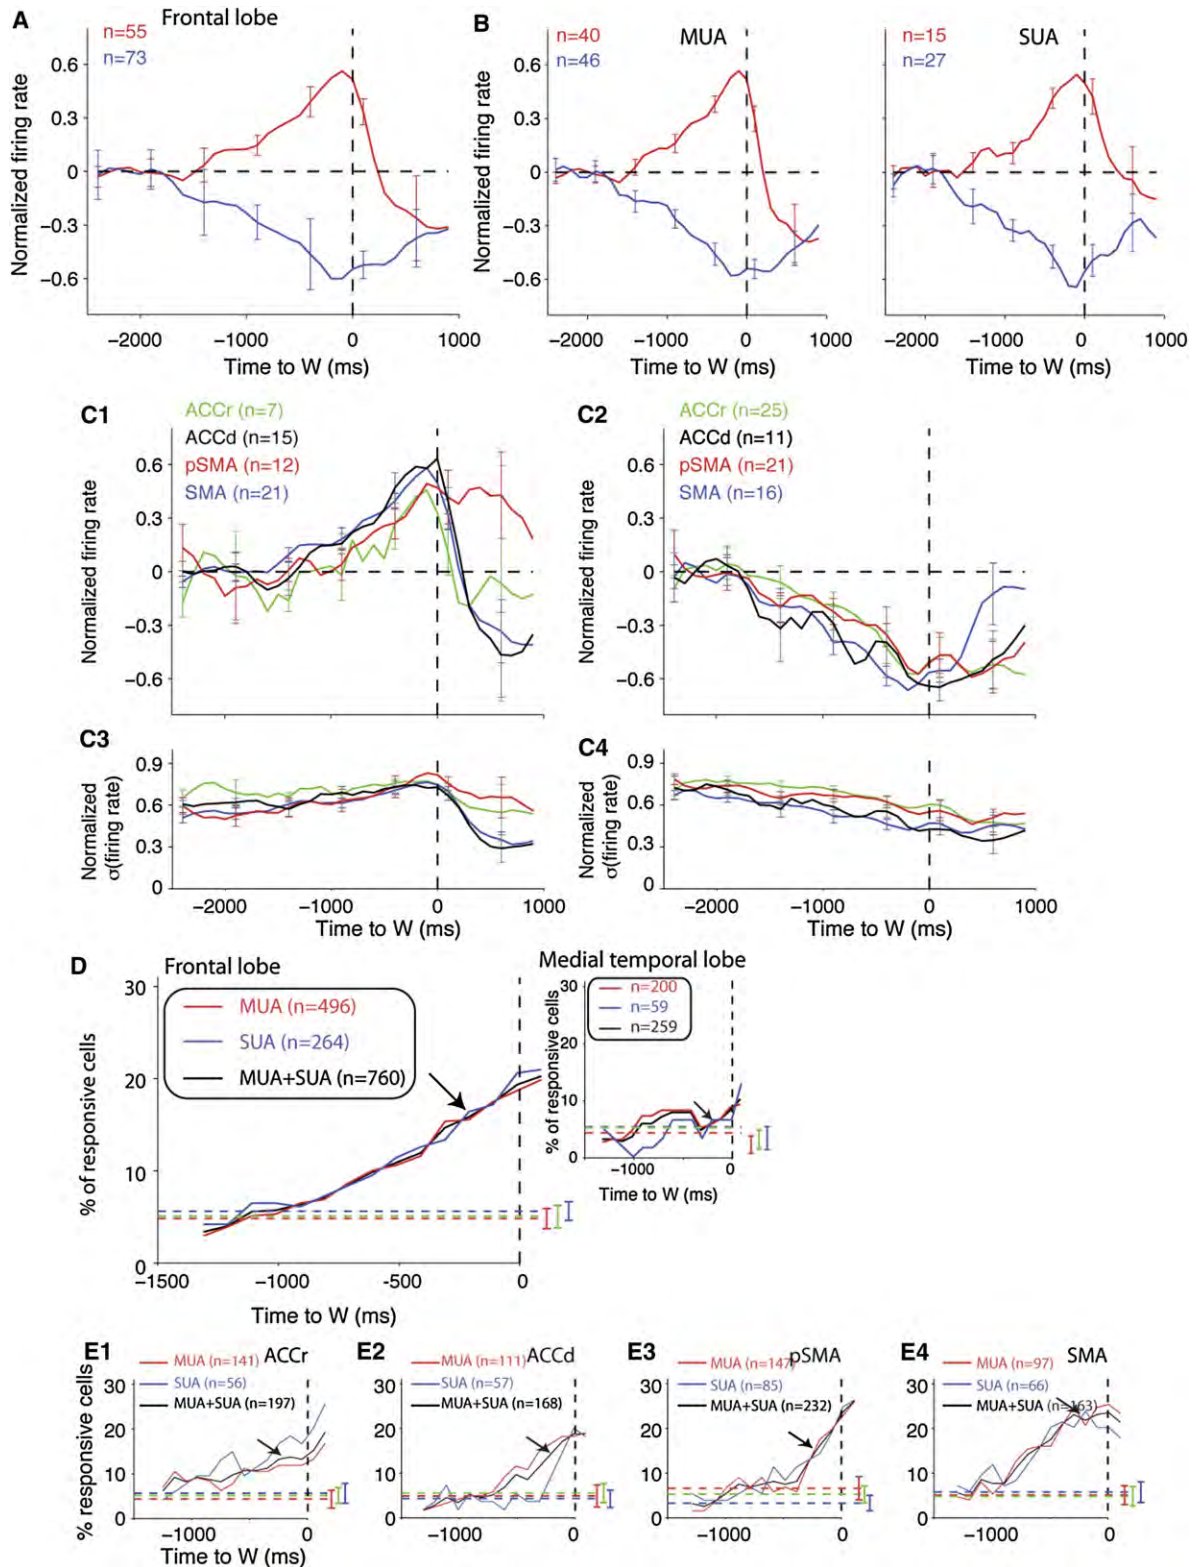 A
Frontal lobe
n=55
n=73
Normalized firing rate
0.6
0.3
0
−0.3
−0.6
−2000
−1000
0
1000
Time to W (ms)
B
MUA
n=40
n=46
Normalized firing rate
0.6
0.3
0
−0.3
−0.6
−2000
−1000
0
1000
Time to W (ms)
SUA
n=15
n=27
0.6
0.3
0
−0.3
−0.6
−2000
−1000
0
1000
Time to W (ms)
C1
ACCr (n=7)
ACCd (n=15)
pSMA (n=12)
SMA (n=21)
Normalized firing rate
0.6
0.3
0
−0.3
−0.6
C2
ACCr (n=25)
ACCd (n=11)
pSMA (n=21)
SMA (n=16)
Normalized firing rate
0.6
0.3
0
−0.3
−0.6
C3
Normalized
σ(firing rate)
0.9
0.6
0.3
0
−2000
−1000
0
1000
Time to W (ms)
C4
Normalized
σ(firing rate)
0.9
0.6
0.3
0
−2000
−1000
0
1000
Time to W (ms)
D
Frontal lobe
MUA (n=496)
SUA (n=264)
MUA+SUA (n=760)
% of responsive cells
30
20
10
0
−1500
−1000
-500
0
Time to W (ms)
Medial temporal lobe
n=200
n=59
n=259
% of responsive cells
30
20
10
0
−1000
0
Time to W (ms)
E1
ACCr
MUA (n=141)
SUA (n=56)
MUA+SUA (n=197)
% responsive cells
30
20
10
0
−1000
0
Time to W (ms)
E2
ACCd
MUA (n=111)
SUA (n=57)
MUA+SUA (n=168)
30
20
10
0
−1000
0
E3
pSMA
MUA (n=147)
SUA (n=85)
MUA+SUA (n=232)
30
20
10
0
−1000
0
E4
SMA
MUA (n=97)
SUA (n=66)
MUA+SUA (n=163)
30
20
10
0
−1000
0